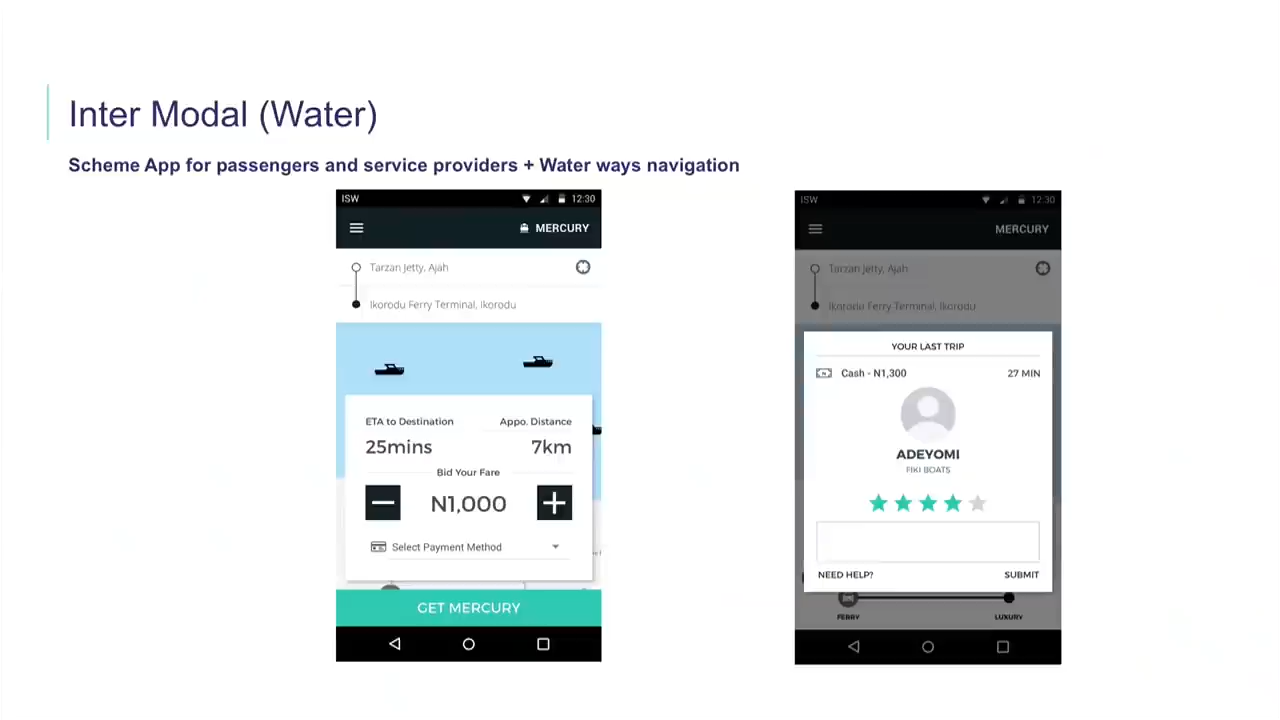 Inter Modal (Water)
Scheme App for passengers and service providers + Water ways navigation
ISW 12:30
MERCURY
Tarzan Jetty, Ajah
Ikorodu Ferry Terminal, Ikorodu
ETA to Destination Appo. Distance
25mins 7km
Bid Your Fare
N1,000
Select Payment Method
GET MERCURY
ISW 12:30
MERCURY
Tarzan Jetty, Ajah
Ikorodu Ferry Terminal, Ikorodu
YOUR LAST TRIP
Cash - N1,300 27 MIN
ADEYOMI
FIKI BOATS
NEED HELP? SUBMIT
FERRY LUXURY